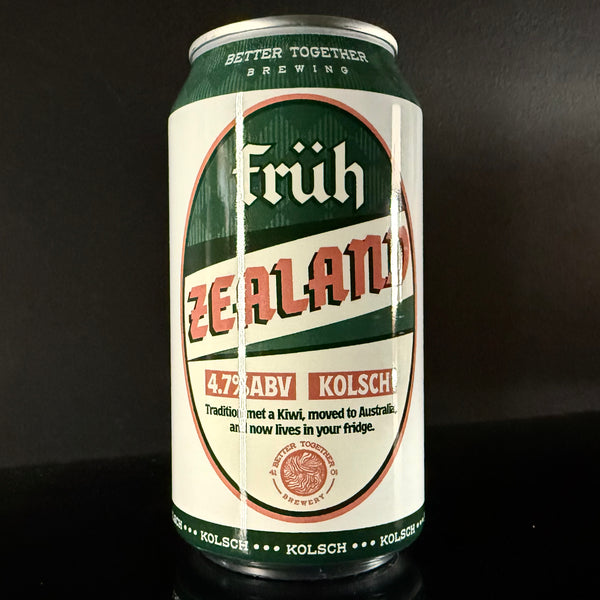 BETTER TOGETHER
BREWING
Früh
ZEALAND
4.7%ABV KOLSCH
Tradition met a Kiwi, moved to Australia,
and now lives in your fridge.
BETTER TOGETHER
BREWERY
KOLSCH ••• KOLSCH ••• KOLSCH